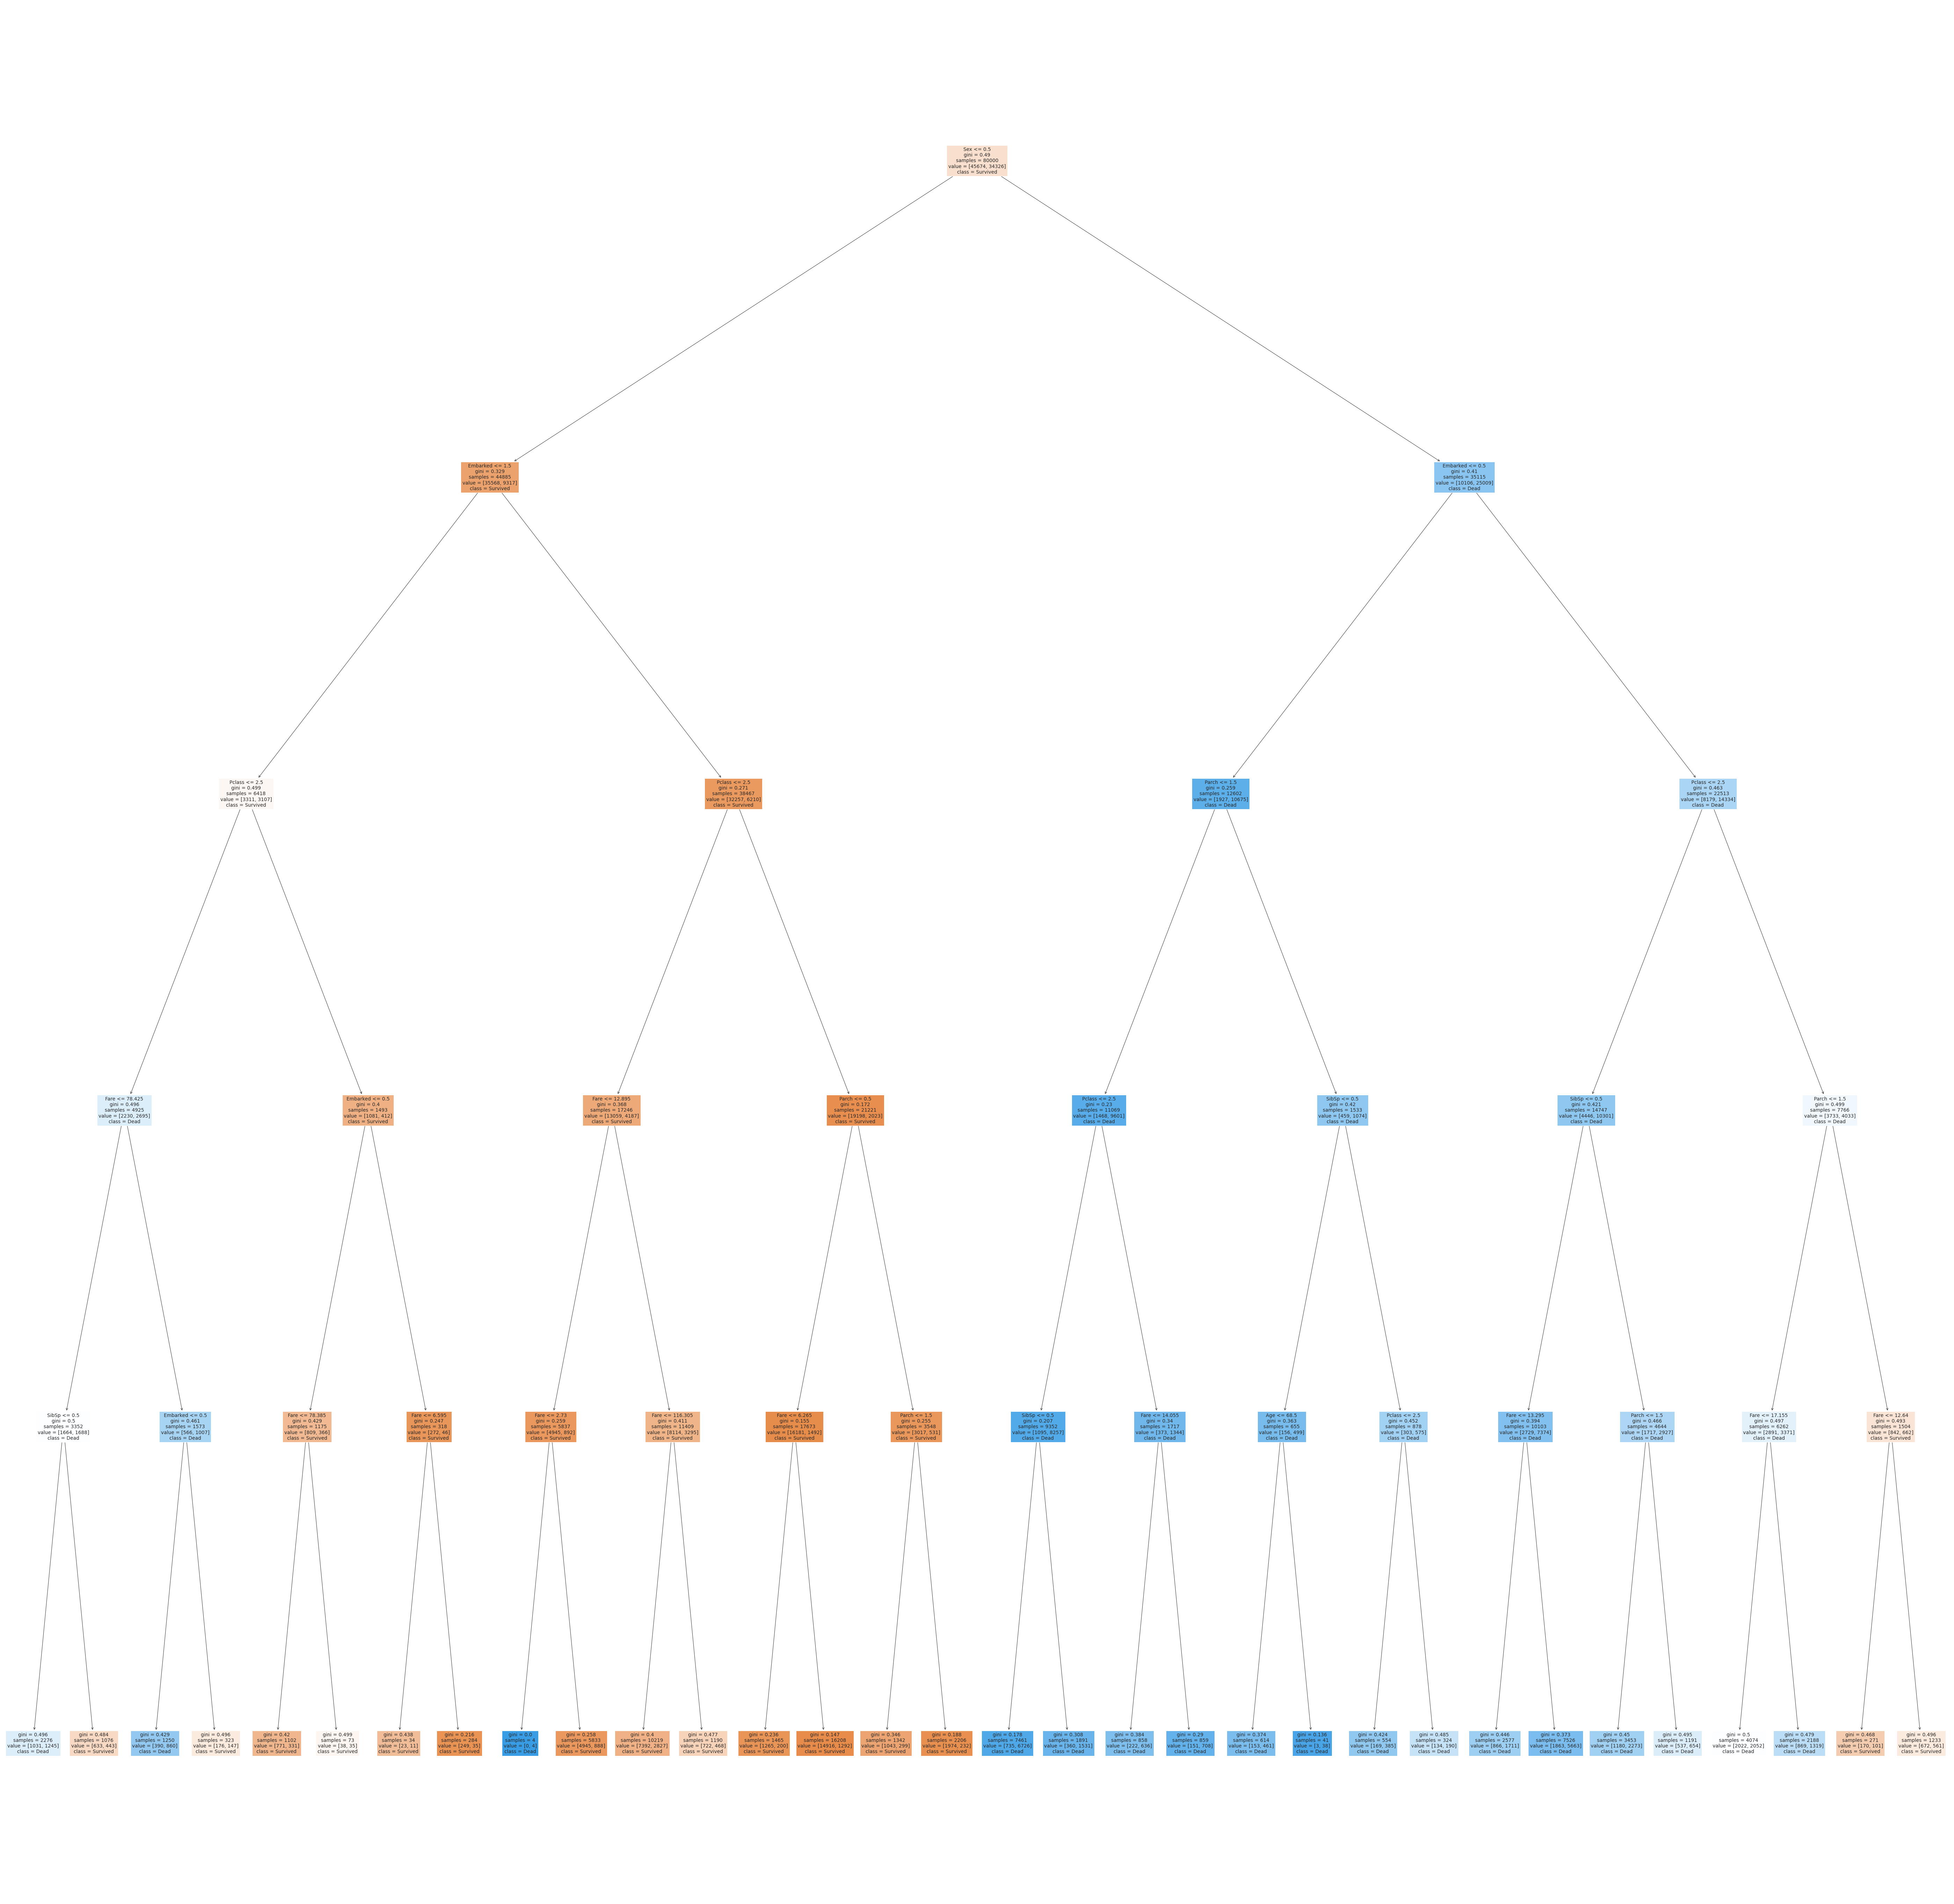 Sex <= 0.5
gini = 0.49
samples = 80000
value = [45674, 34326]
class = Survived
Embarked <= 1.5
gini = 0.329
samples = 44885
value = [35568, 9317]
class = Survived
Embarked <= 0.5
gini = 0.41
samples = 35115
value = [10106, 25009]
class = Dead
Pclass <= 2.5
gini = 0.499
samples = 6418
value = [3311, 3107]
class = Survived
Pclass <= 2.5
gini = 0.271
samples = 38467
value = [32257, 6210]
class = Survived
Parch <= 1.5
gini = 0.259
samples = 12602
value = [1927, 10675]
class = Dead
Pclass <= 2.5
gini = 0.463
samples = 22513
value = [8179, 14334]
class = Dead
Fare <= 78.425
gini = 0.496
samples = 4925
value = [2230, 2695]
class = Dead
Embarked <= 0.5
gini = 0.4
samples = 1493
value = [1081, 412]
class = Survived
Fare <= 12.895
gini = 0.368
samples = 17246
value = [13059, 4187]
class = Survived
Parch <= 0.5
gini = 0.172
samples = 21221
value = [19198, 2023]
class = Survived
Pclass <= 2.5
gini = 0.23
samples = 11069
value = [1468, 9601]
class = Dead
SibSp <= 0.5
gini = 0.42
samples = 1533
value = [459, 1074]
class = Dead
SibSp <= 0.5
gini = 0.421
samples = 14747
value = [4446, 10301]
class = Dead
Parch <= 1.5
gini = 0.499
samples = 7766
value = [3733, 4033]
class = Dead
SibSp <= 0.5
gini = 0.5
samples = 3352
value = [1664, 1688]
class = Dead
Embarked <= 0.5
gini = 0.461
samples = 1573
value = [566, 1007]
class = Dead
Fare <= 78.385
gini = 0.429
samples = 1175
value = [809, 366]
class = Survived
Fare <= 6.595
gini = 0.247
samples = 318
value = [272, 46]
class = Survived
Fare <= 2.73
gini = 0.259
samples = 5837
value = [4945, 892]
class = Survived
Fare <= 116.305
gini = 0.411
samples = 11409
value = [8114, 3295]
class = Survived
Fare <= 6.265
gini = 0.155
samples = 17673
value = [16181, 1492]
class = Survived
Parch <= 1.5
gini = 0.255
samples = 3548
value = [3017, 531]
class = Survived
SibSp <= 0.5
gini = 0.207
samples = 9352
value = [1095, 8257]
class = Dead
Fare <= 14.055
gini = 0.34
samples = 1717
value = [373, 1344]
class = Dead
Age <= 68.5
gini = 0.363
samples = 655
value = [156, 499]
class = Dead
Pclass <= 2.5
gini = 0.452
samples = 878
value = [303, 575]
class = Dead
Fare <= 13.295
gini = 0.394
samples = 10103
value = [2729, 7374]
class = Dead
Parch <= 1.5
gini = 0.466
samples = 4644
value = [1717, 2927]
class = Dead
Fare <= 17.155
gini = 0.497
samples = 6262
value = [2891, 3371]
class = Dead
Fare <= 12.64
gini = 0.493
samples = 1504
value = [842, 662]
class = Survived
gini = 0.496
samples = 2276
value = [1031, 1245]
class = Dead
gini = 0.484
samples = 1076
value = [633, 443]
class = Survived
gini = 0.429
samples = 1250
value = [390, 860]
class = Dead
gini = 0.496
samples = 323
value = [176, 147]
class = Survived
gini = 0.42
samples = 1102
value = [771, 331]
class = Survived
gini = 0.499
samples = 73
value = [38, 35]
class = Survived
gini = 0.438
samples = 34
value = [23, 11]
class = Survived
gini = 0.216
samples = 284
value = [249, 35]
class = Survived
gini = 0.0
samples = 4
value = [0, 4]
class = Dead
gini = 0.258
samples = 5833
value = [4945, 888]
class = Survived
gini = 0.4
samples = 10219
value = [7392, 2827]
class = Survived
gini = 0.477
samples = 1190
value = [722, 468]
class = Survived
gini = 0.236
samples = 1465
value = [1265, 200]
class = Survived
gini = 0.147
samples = 16208
value = [14916, 1292]
class = Survived
gini = 0.346
samples = 1342
value = [1043, 299]
class = Survived
gini = 0.188
samples = 2206
value = [1974, 232]
class = Survived
gini = 0.178
samples = 7461
value = [735, 6726]
class = Dead
gini = 0.308
samples = 1891
value = [360, 1531]
class = Dead
gini = 0.384
samples = 858
value = [222, 636]
class = Dead
gini = 0.29
samples = 859
value = [151, 708]
class = Dead
gini = 0.374
samples = 614
value = [153, 461]
class = Dead
gini = 0.136
samples = 41
value = [3, 38]
class = Dead
gini = 0.424
samples = 554
value = [169, 385]
class = Dead
gini = 0.485
samples = 324
value = [134, 190]
class = Dead
gini = 0.446
samples = 2577
value = [866, 1711]
class = Dead
gini = 0.373
samples = 7526
value = [1863, 5663]
class = Dead
gini = 0.45
samples = 3453
value = [1180, 2273]
class = Dead
gini = 0.495
samples = 1191
value = [537, 654]
class = Dead
gini = 0.5
samples = 4074
value = [2022, 2052]
class = Dead
gini = 0.479
samples = 2188
value = [869, 1319]
class = Dead
gini = 0.468
samples = 271
value = [170, 101]
class = Survived
gini = 0.496
samples = 1233
value = [672, 561]
class = Survived